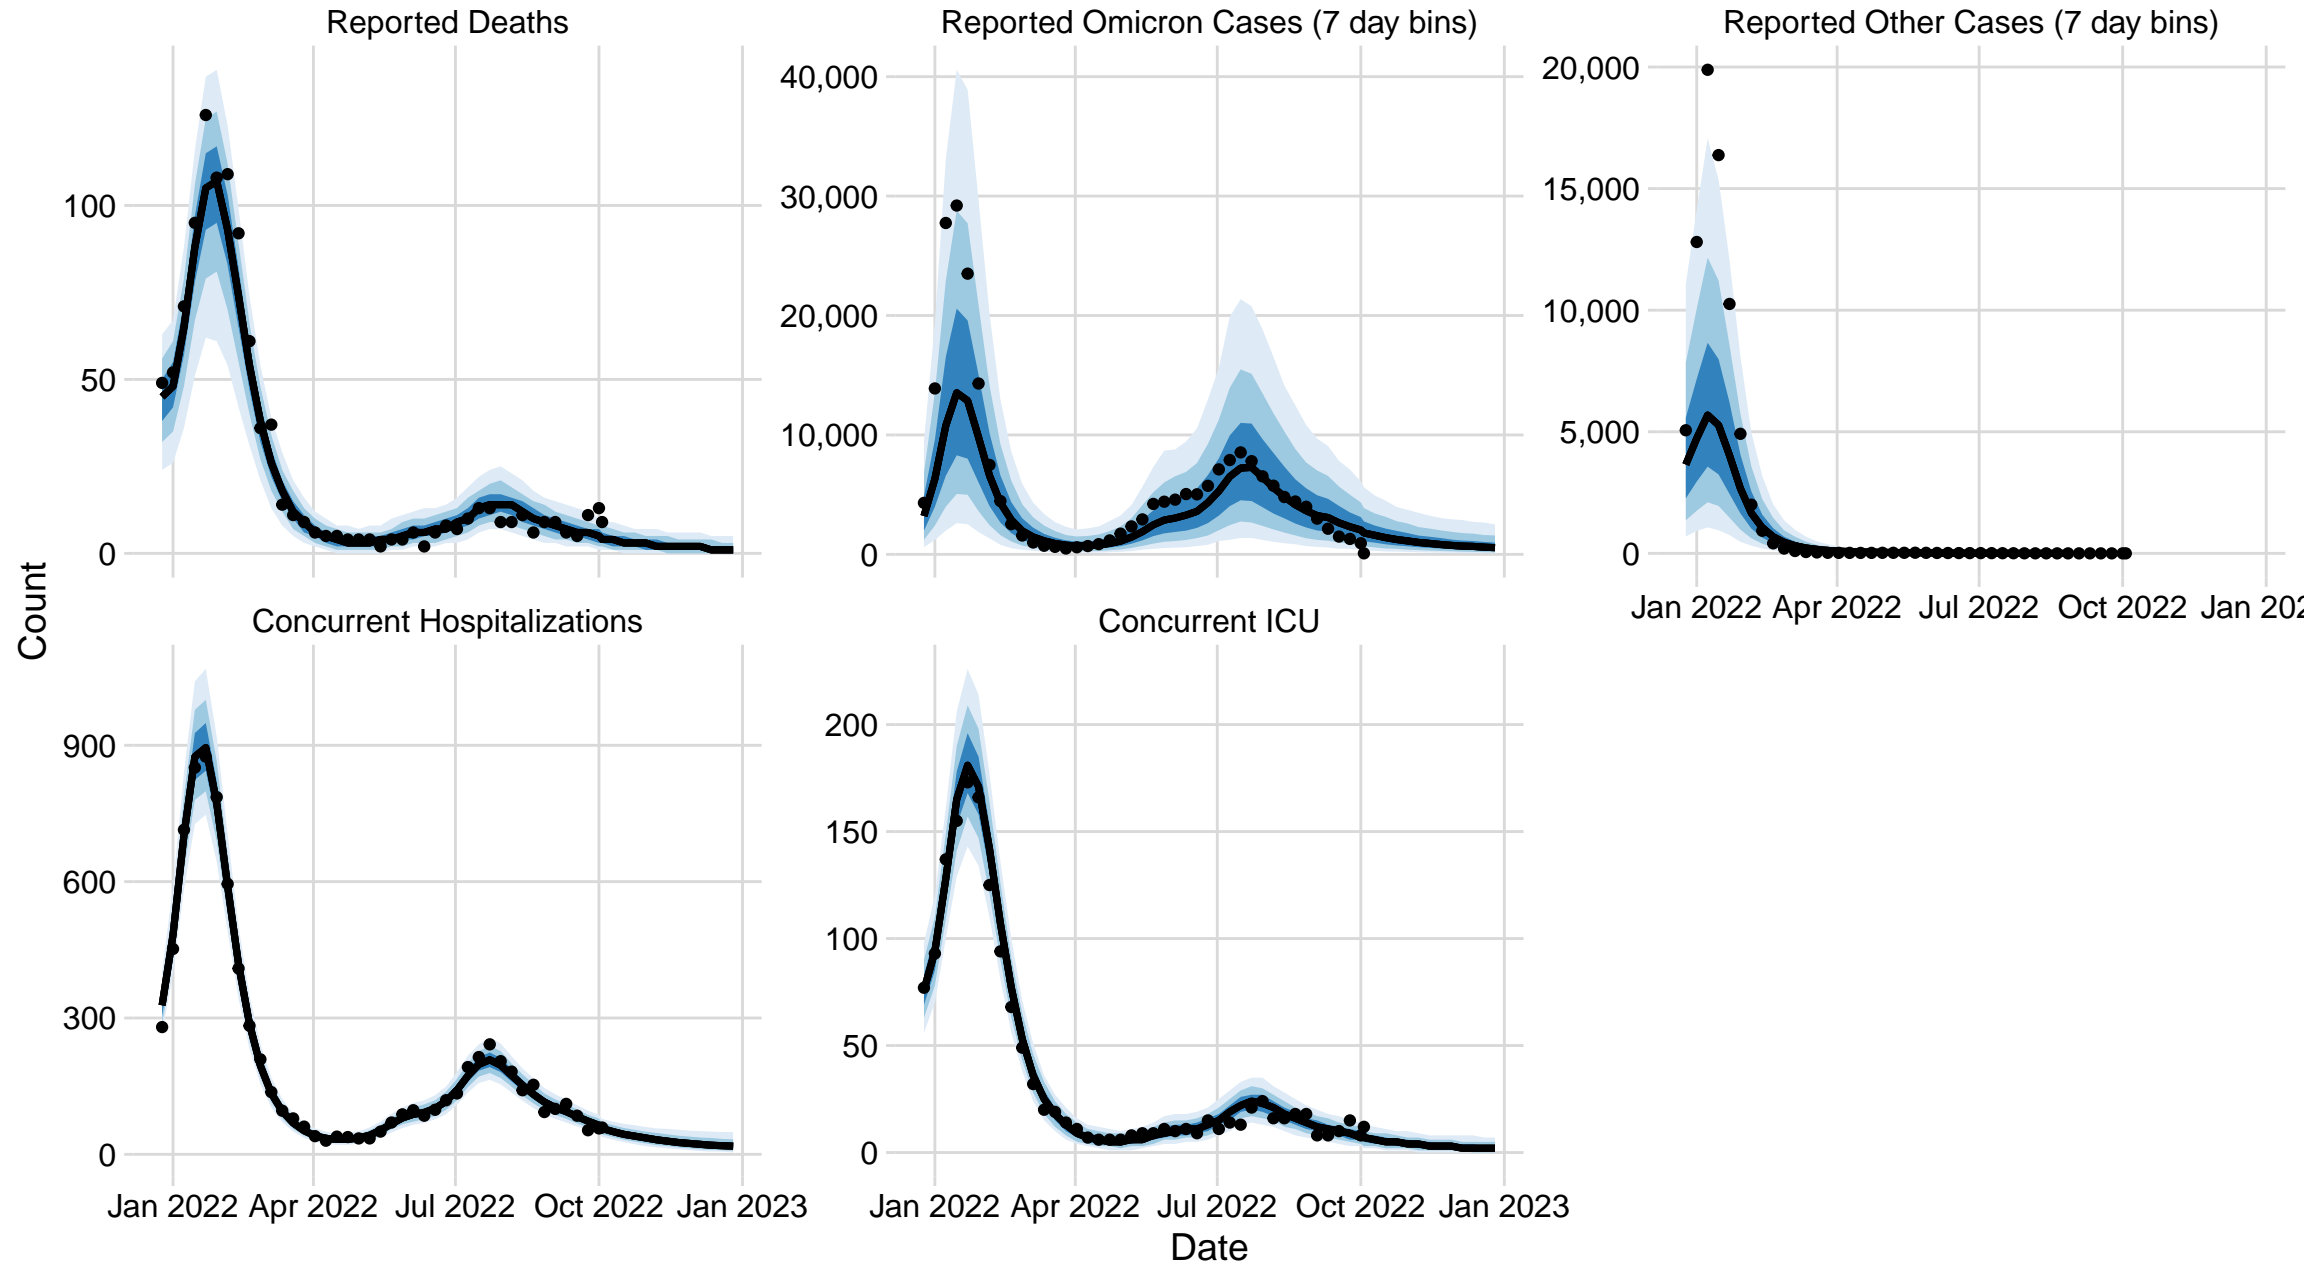 Reported Deaths
Reported Omicron Cases (7 day bins)
Reported Other Cases (7 day bins)
100
50
0
40,000
30,000
20,000
10,000
0
20,000
15,000
10,000
5,000
0
Jan 2022 Apr 2022 Jul 2022 Oct 2022 Jan 202
Count
Concurrent Hospitalizations
Concurrent ICU
900
600
300
0
200
150
100
50
0
Jan 2022 Apr 2022 Jul 2022 Oct 2022 Jan 2023
Jan 2022 Apr 2022 Jul 2022 Oct 2022 Jan 2023
Date